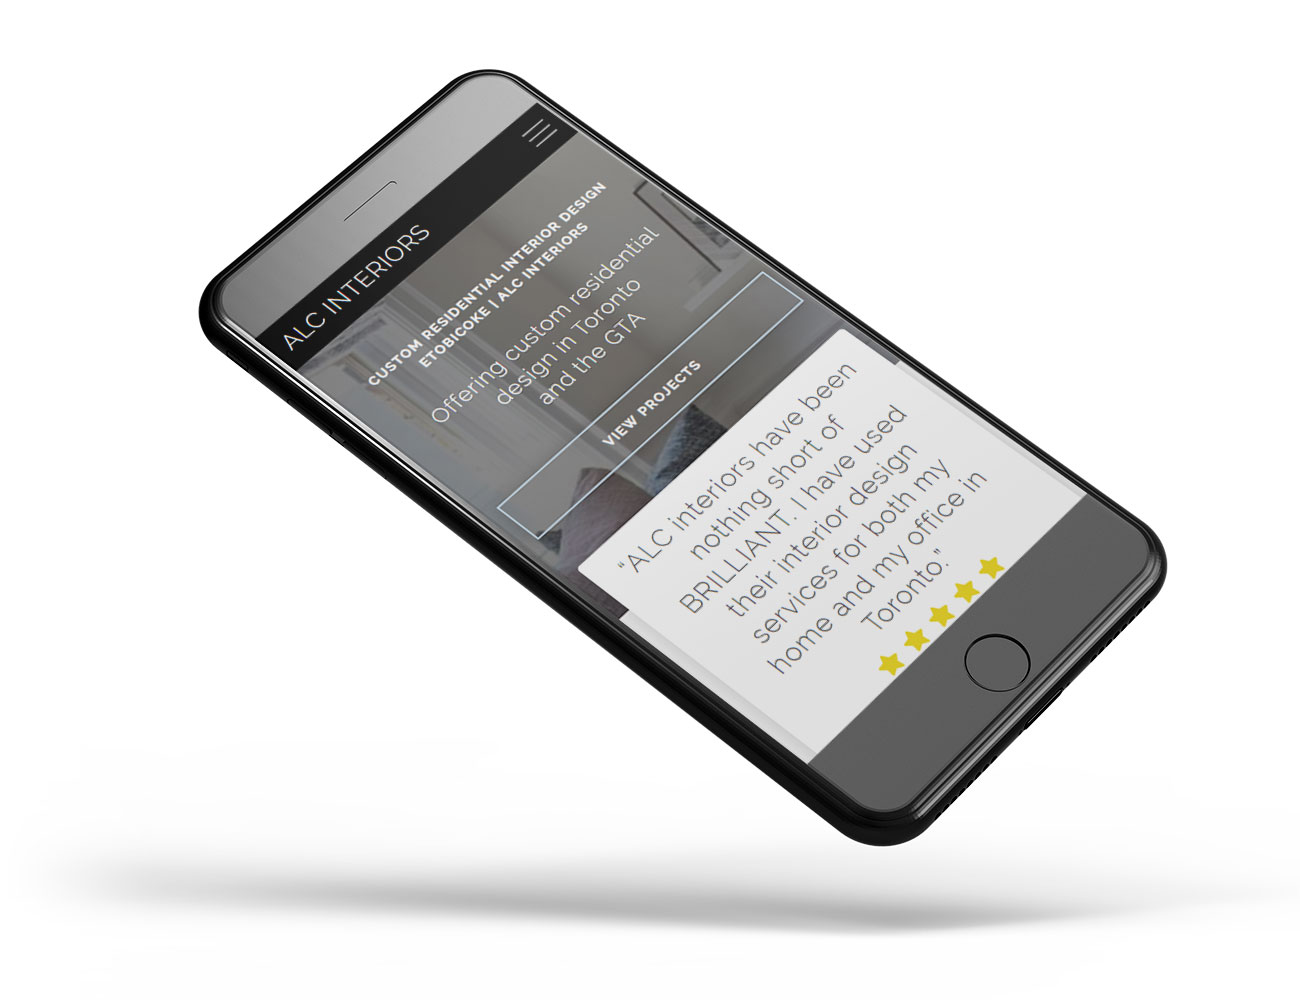 ALC INTERIORS
CUSTOM RESIDENTIAL INTERIOR DESIGN
ETOBICOKE | ALC INTERIORS
Offering custom residential
design in Toronto
and the GTA
VIEW PROJECTS
“ALC interiors have been
nothing short of
BRILLIANT. I have used
their interior design
services for both my
home and my office in
Toronto.”